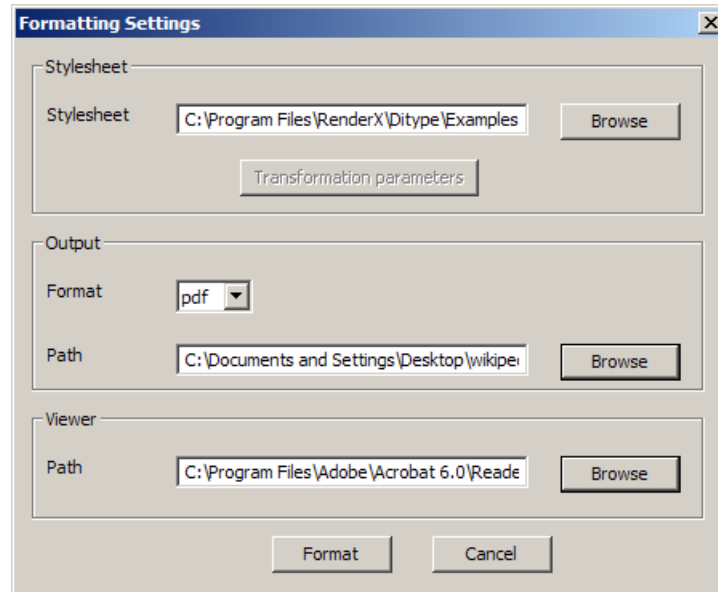 Formatting Settings
Stylesheet
Stylesheet C:\Program Files\RenderX\Ditype\Examples Browse
Transformation parameters
Output
Format pdf
Path C:\Documents and Settings\Desktop\wikipe Browse
Viewer
Path C:\Program Files\Adobe\Acrobat 6.0\Reade Browse
Format Cancel